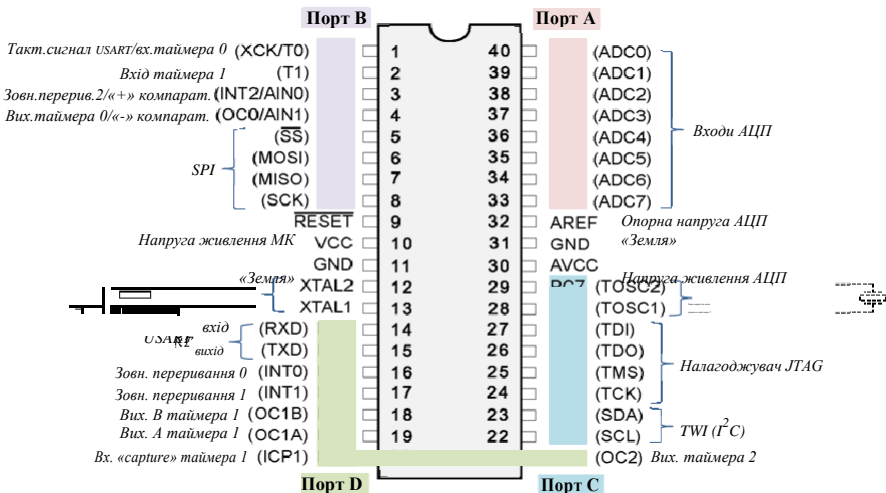 Порт B Порт A
Такт.сигнал USART/вх.таймера 0 (XCK/T0) 1 40 (ADC0)
Вхід таймера 1 (T1) 2 39 (ADC1)
Зовн.перерив.2/«+» компарат. (INT2/AIN0) 3 38 (ADC2)
Вих.таймера 0/«-» компарат. (OC0/AIN1) 4 37 (ADC3)
(SS) 5 36 (ADC4) Входи АЦП
(MOSI) 6 35 (ADC5)
SPI (MISO) 7 34 (ADC6)
(SCK) 8 33 (ADC7)
RESET 9 32 AREF Опорна напруга АЦП
Напруга живлення МК VCC 10 31 GND «Земля»
GND 11 30 AVCC Напруга живлення АЦП
«Земля» XTAL2 12 29 PC7 (TOSC2)
XTAL1 13 28 (TOSC1)
вхід (RXD) 14 27 (TDI)
вихід (TXD) 15 26 (TDO)
Зовн. переривання 0 (INT0) 16 25 (TMS) Налагоджувач JTAG
Зовн. переривання 1 (INT1) 17 24 (TCK)
Вих. B таймера 1 (OC1B) 18 23 (SDA)
Вих. A таймера 1 (OC1A) 19 22 (SCL) TWI (I2C)
Вх. «capture» таймера 1 (ICP1) (OC2) Вих. таймера 2
Порт D Порт C